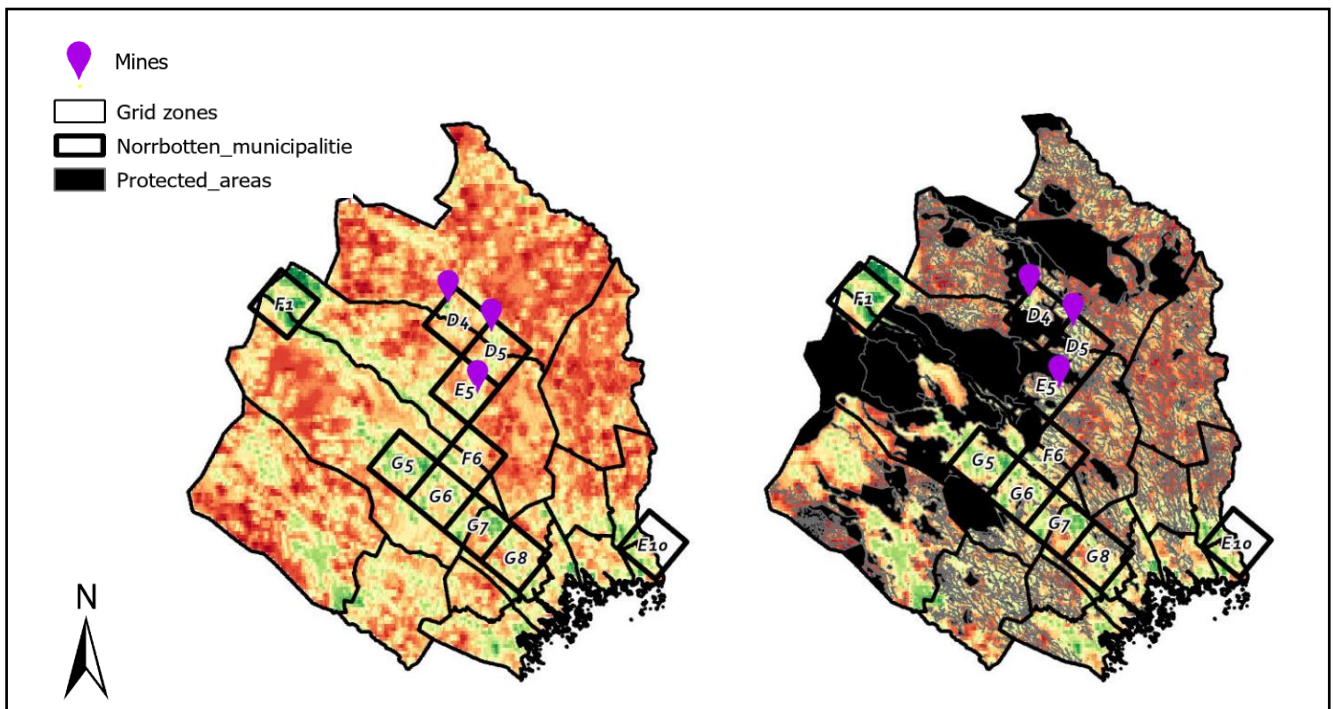 Mines
Grid zones
Norrbotten_municipalitie
Protected_areas
N
F1
D4
D5
E5
F6
G5
G6
G7
G8
E10
F1
D4
D5
E5
F6
G5
G6
G7
G8
E10